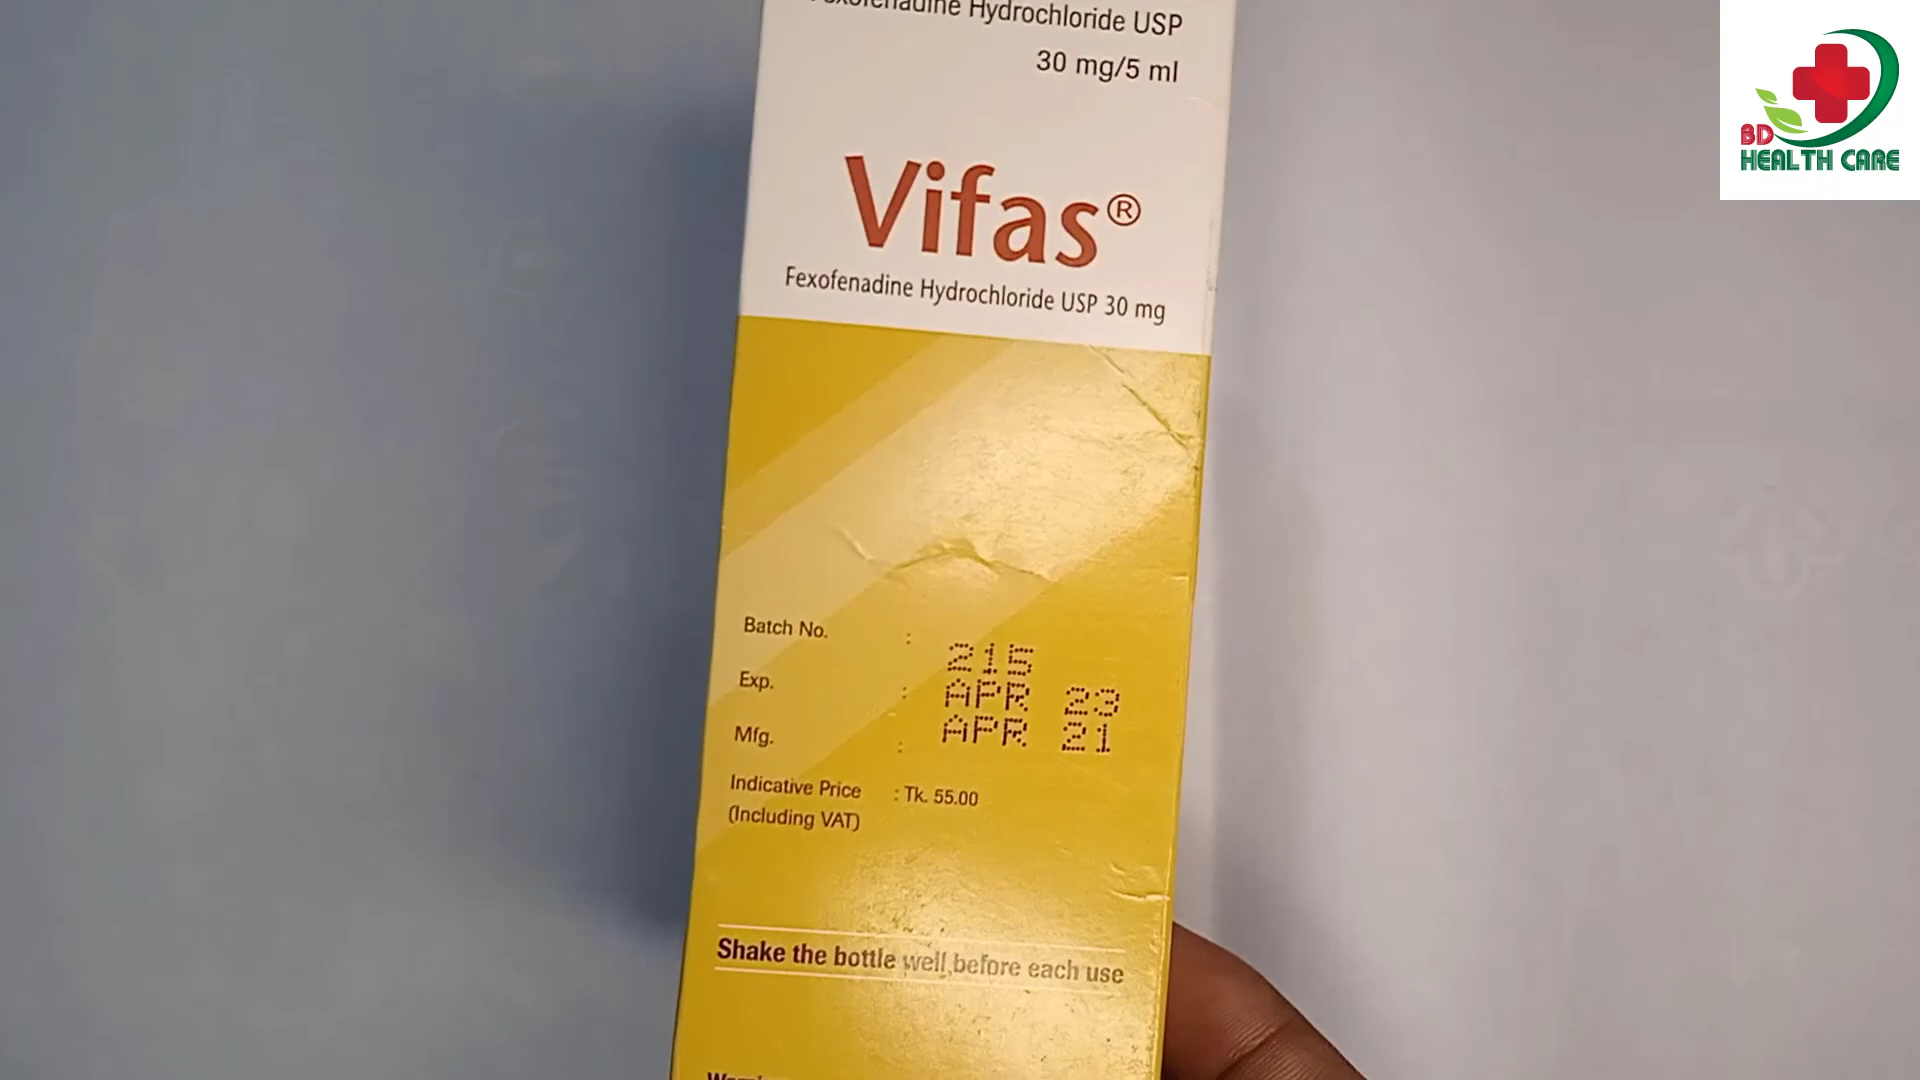 Hydrochloride USP
30 mg/5 ml
Vifas®
Fexofenadine Hydrochloride USP 30 mg
Batch No. : 215
Exp. : APR 23
Mfg. : APR 21
Indicative Price : Tk. 55.00
(Including VAT)
Shake the bottle well before each use
BD
HEALTH CARE